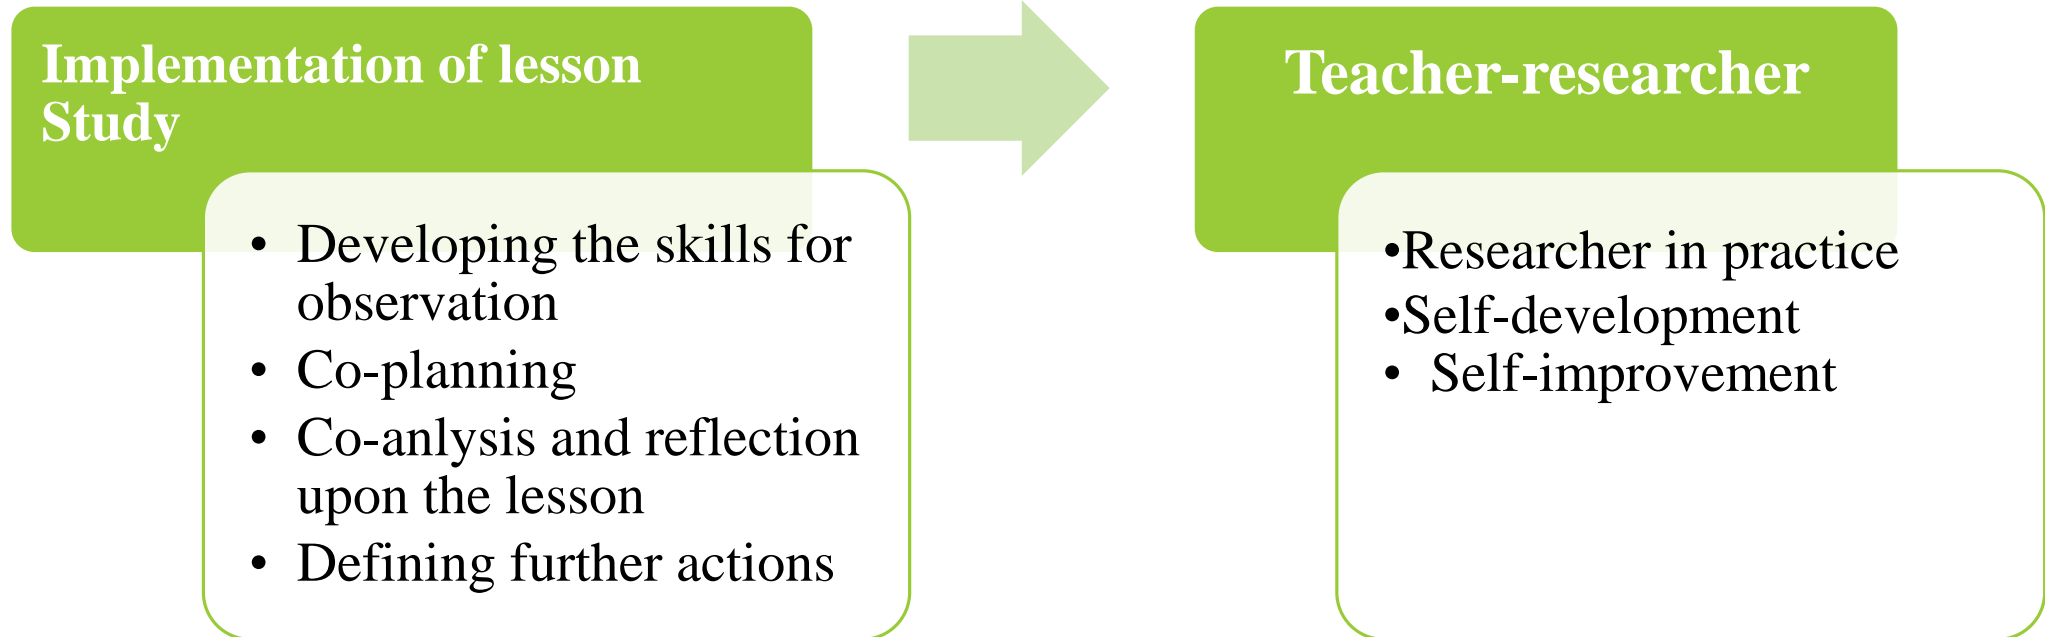 Implementation of lesson
Study
• Developing the skills for
observation
• Co-planning
• Co-anlysis and reflection
upon the lesson
• Defining further actions
Teacher-researcher
•Researcher in practice
•Self-development
• Self-improvement